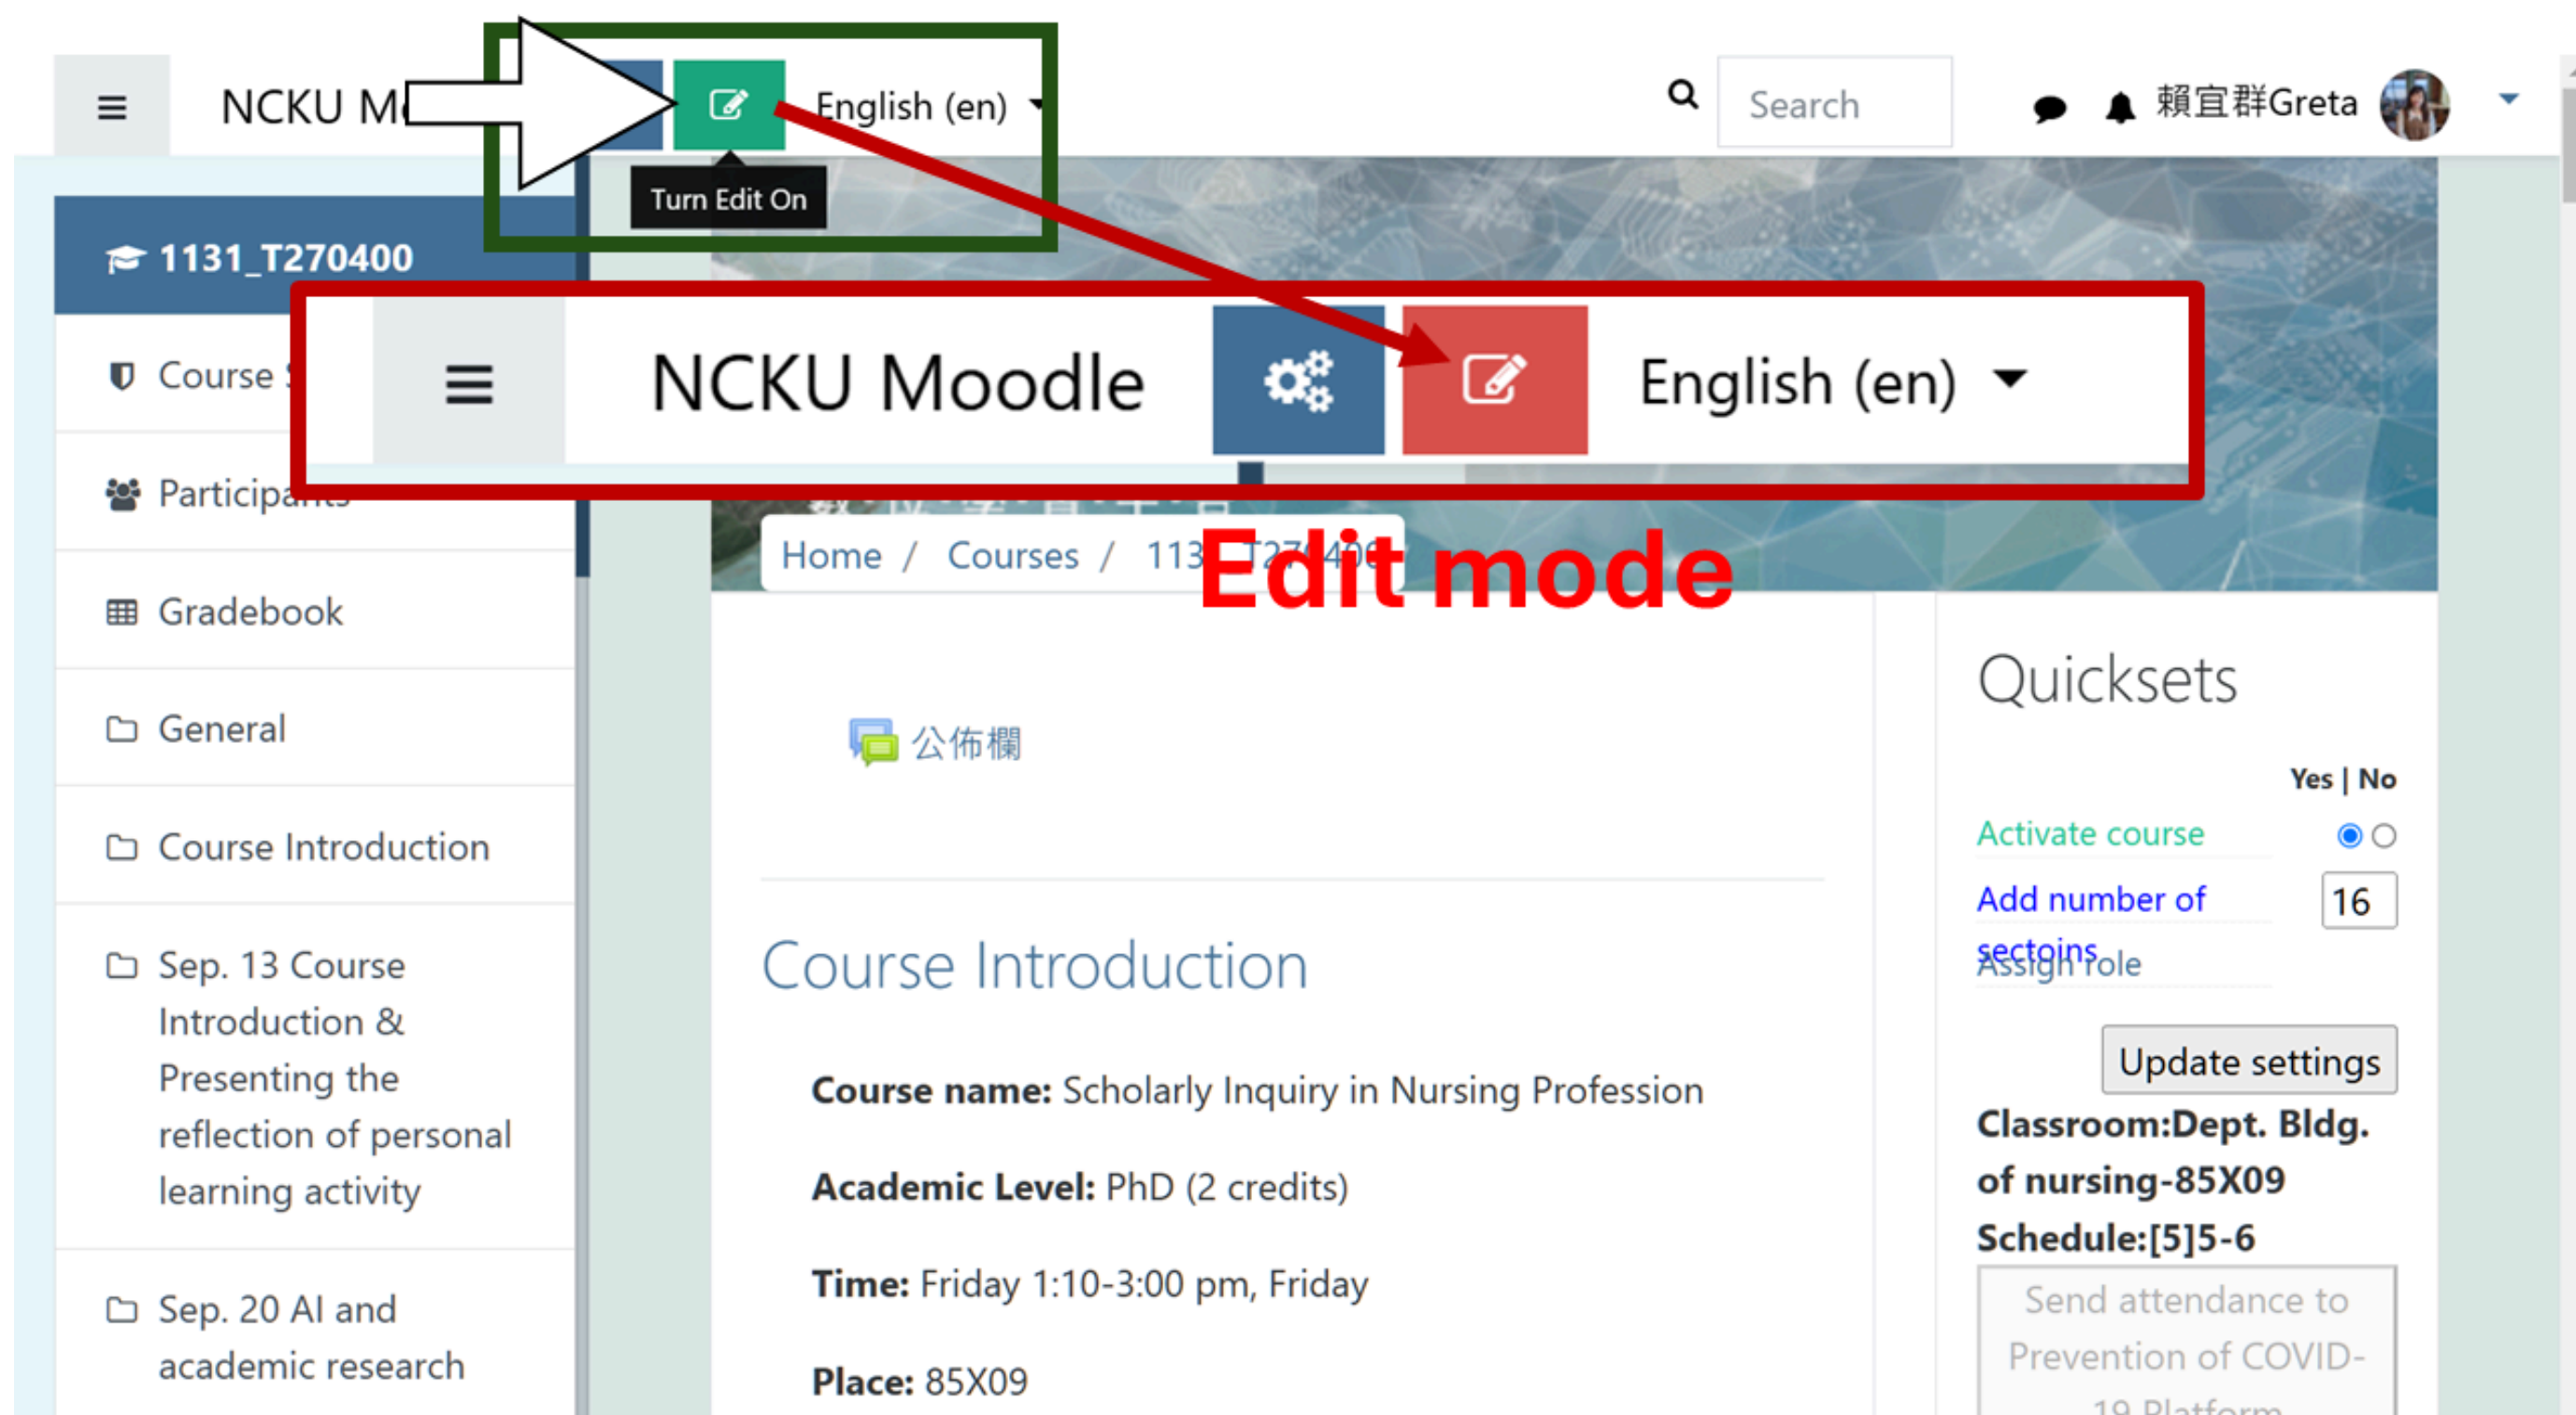 NCKU M
English (en)
Search
賴宜群Greta
Turn Edit On
1131_T270400
NCKU Moodle
English (en)
Course
Participants
Gradebook
General
Course Introduction
Sep. 13 Course
Introduction &
Presenting the
reflection of personal
learning activity
Sep. 20 AI and
academic research
Home / Courses / 1131_T270400
Edit mode
公佈欄
Course Introduction
Course name: Scholarly Inquiry in Nursing Profession
Academic Level: PhD (2 credits)
Time: Friday 1:10-3:00 pm, Friday
Place: 85X09
Quicksets
Yes | No
Activate course
Add number of
sectoins
16
Assign role
Update settings
Classroom:Dept. Bldg.
of nursing-85X09
Schedule:[5]5-6
Send attendance to
Prevention of COVID-
19 Platform